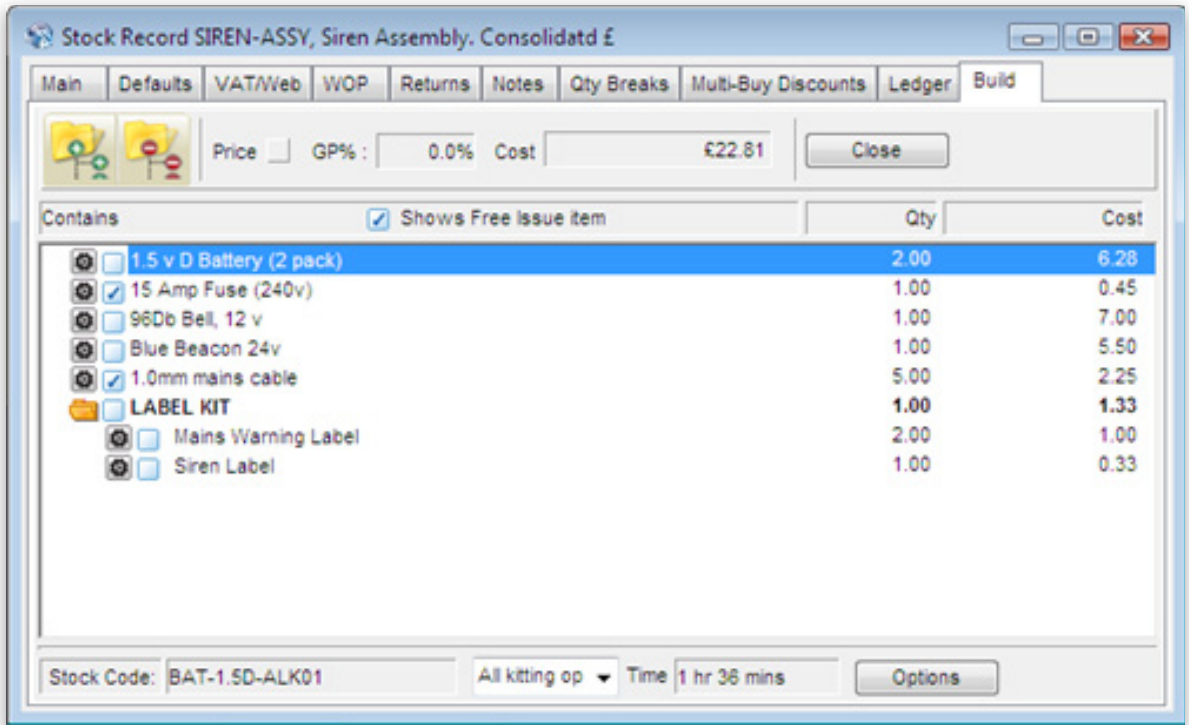 Stock Record SIREN-ASSY, Siren Assembly. Consolidatd £
Main Defaults VAT/Web WOP Returns Notes Qty Breaks Multi-Buy Discounts Ledger Build
Price GP% : 0.0% Cost £22.81 Close
Contains Shows Free Issue item Qty Cost
1.5 v D Battery (2 pack) 2.00 6.28
15 Amp Fuse (240v) 1.00 0.45
96Db Bell, 12 v 1.00 7.00
Blue Beacon 24v 1.00 5.50
1.0mm mains cable 5.00 2.25
LABEL KIT 1.00 1.33
Mains Warning Label 2.00 1.00
Siren Label 1.00 0.33
Stock Code: BAT-1.5D-ALK01 All kitting op Time 1 hr 36 mins Options